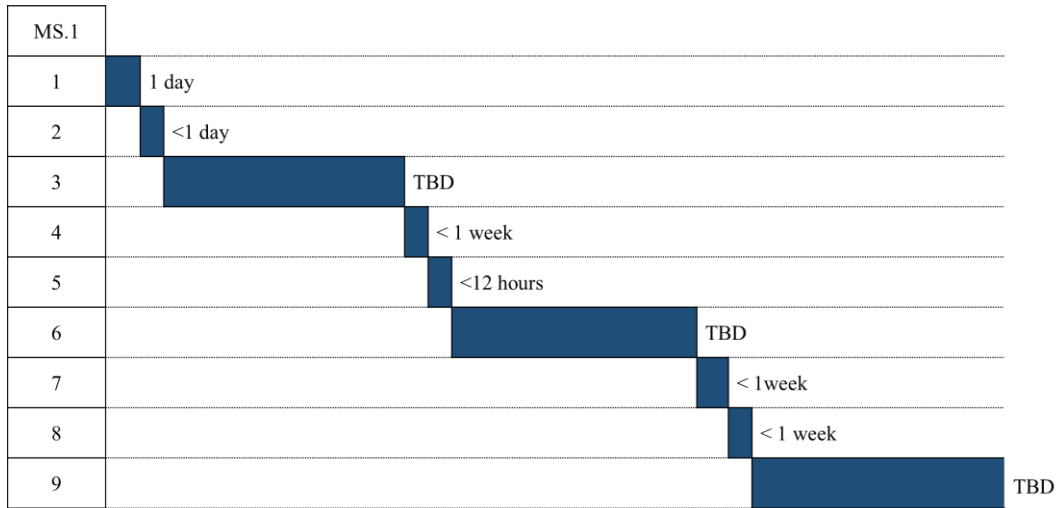 MS.1
1 1 day
2 <1 day
3 TBD
4 < 1 week
5 <12 hours
6 TBD
7 < 1week
8 < 1 week
9 TBD